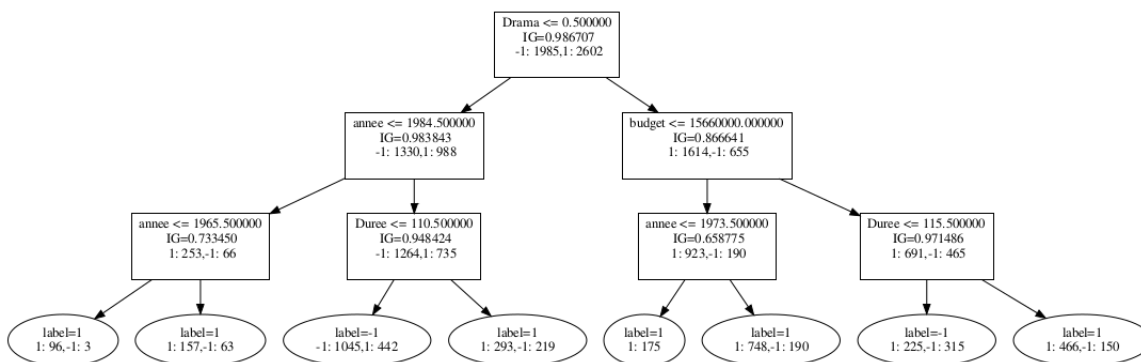 Drama <= 0.500000
IG=0.986707
-1: 1985,1: 2602
annee <= 1984.500000
IG=0.983843
-1: 1330,1: 988
budget <= 15660000.000000
IG=0.866641
1: 1614,-1: 655
annee <= 1965.500000
IG=0.733450
1: 253,-1: 66
Duree <= 110.500000
IG=0.948424
-1: 1264,1: 735
annee <= 1973.500000
IG=0.658775
1: 923,-1: 190
Duree <= 115.500000
IG=0.971486
1: 691,-1: 465
label=1
1: 96,-1: 3
label=1
1: 157,-1: 63
label=-1
-1: 1045,1: 442
label=1
1: 293,-1: 219
label=1
1: 175
label=1
1: 748,-1: 190
label=-1
1: 225,-1: 315
label=1
1: 466,-1: 150